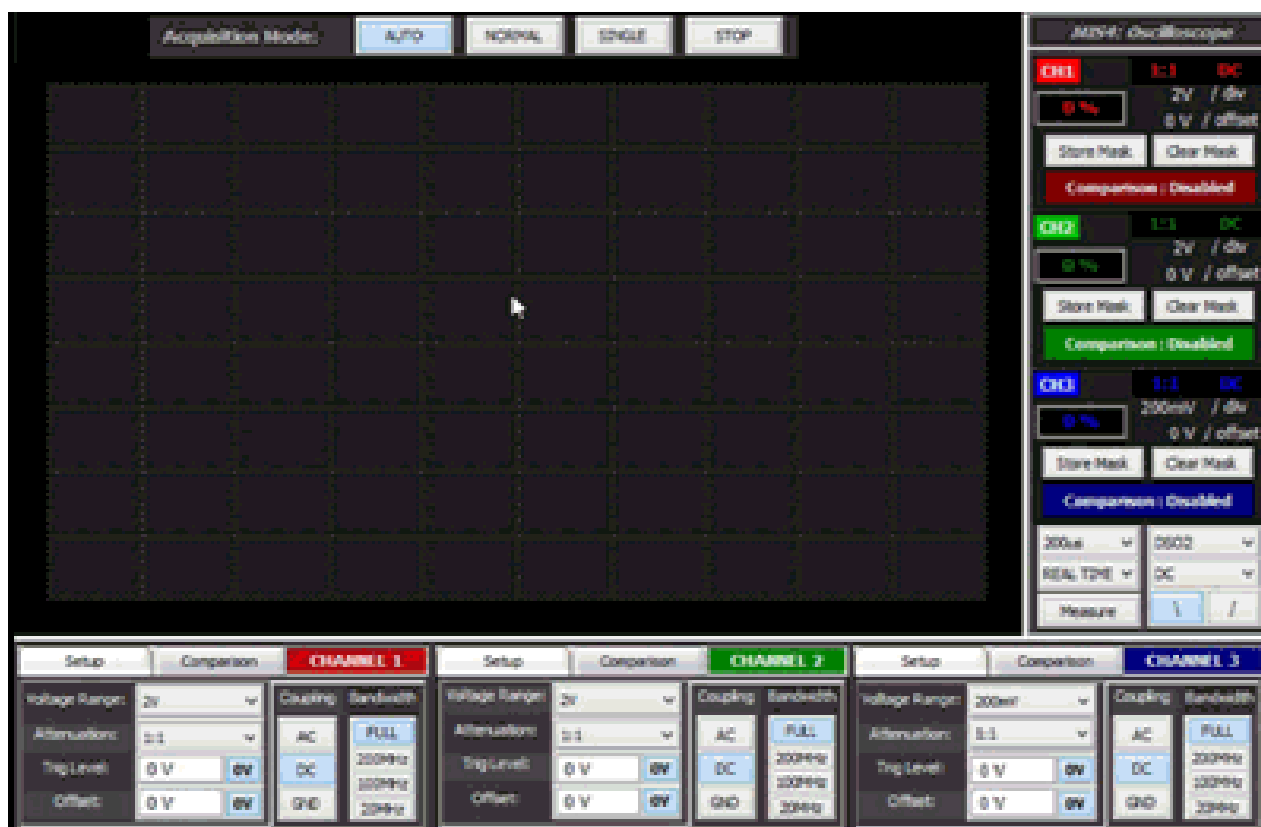 Acquisition Mode: AUTO NORMAL SINGLE STOP
MIS4: Oscilloscope
CH1 1:1 DC
0 % 2V / div
0 V / offset
Store Mask Clear Mask
Comparison : Disabled
CH2 1:1 DC
0 % 2V / div
0 V / offset
Store Mask Clear Mask
Comparison : Disabled
CH3 1:1 DC
0 % 200mV / div
0 V / offset
Store Mask Clear Mask
Comparison : Disabled
200us DSO2
REAL TIME DC
Measure \ /
Setup Comparison CHANNEL 1
Voltage Range: 2V Coupling Bandwidth
Attenuation: 1:1 AC FULL
Trig Level: 0 V 0V DC 200MHz
100MHz
Offset: 0 V 0V GND 20MHz
Setup Comparison CHANNEL 2
Voltage Range: 2V Coupling Bandwidth
Attenuation: 1:1 AC FULL
Trig Level: 0 V 0V DC 200MHz
100MHz
Offset: 0 V 0V GND 20MHz
Setup Comparison CHANNEL 3
Voltage Range: 200mV Coupling Bandwidth
Attenuation: 1:1 AC FULL
Trig Level: 0 V 0V DC 200MHz
100MHz
Offset: 0 V 0V GND 20MHz